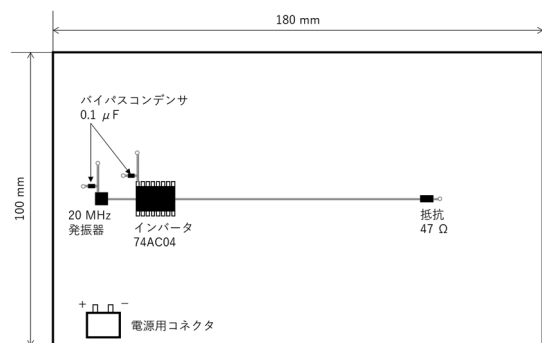 180 mm
100 mm
バイパスコンデンサ
0.1 μF
20 MHz
発振器
インバータ
74AC04
抵抗
47 Ω
+ −
電源用コネクタ